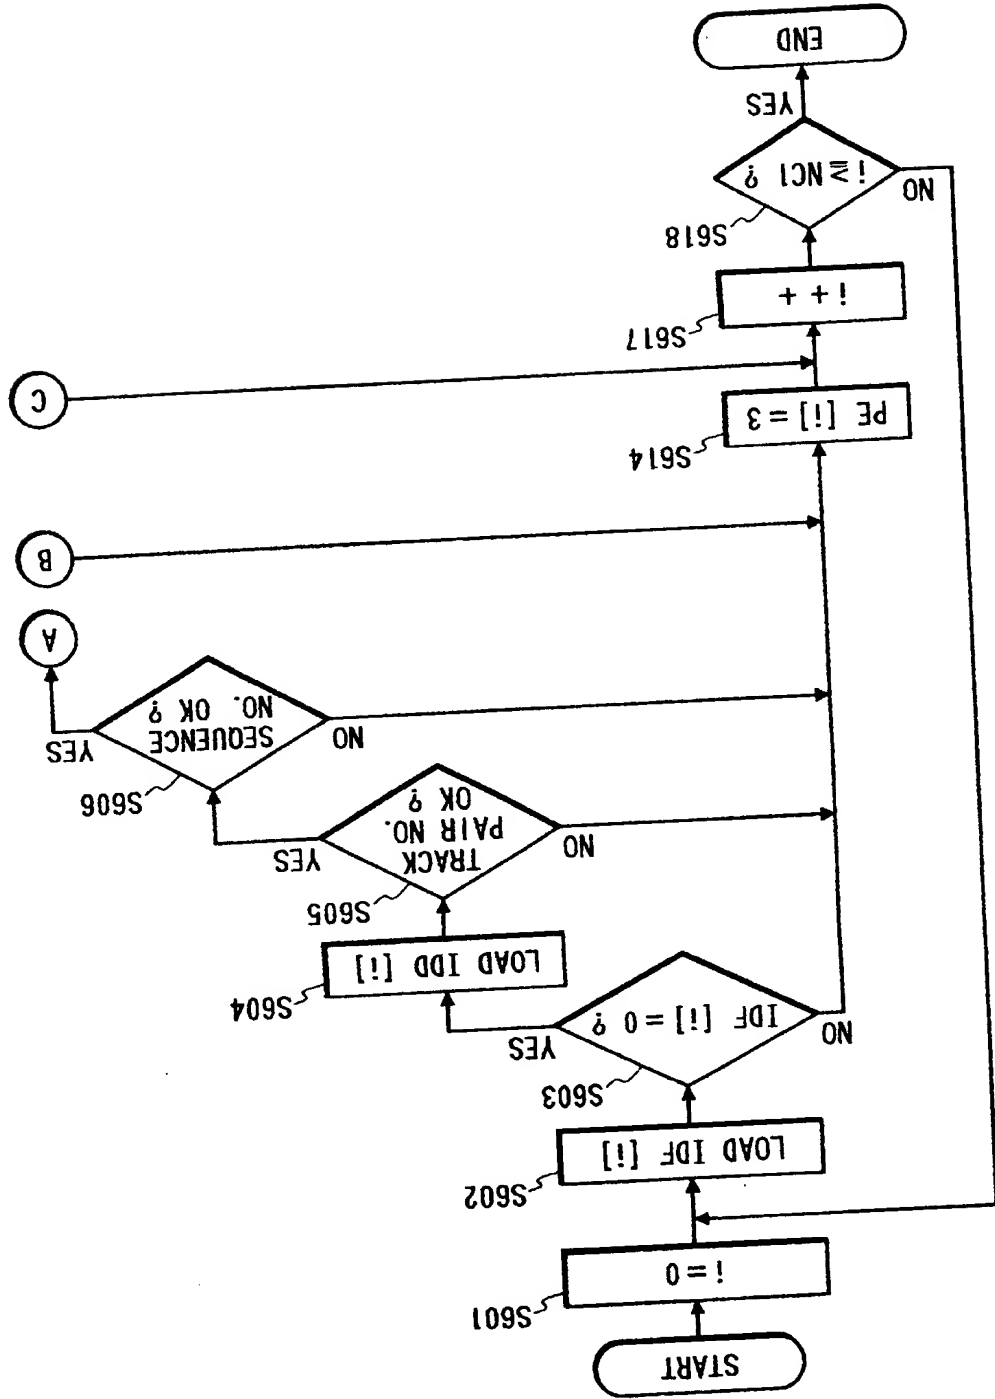 START
S601
i = 0
S602
LOAD IDF [i]
S603
IDF [i] = 0 ?
YES
NO
S604
LOAD IDD [i]
S605
TRACK
PAIR NO.
OK ?
YES
NO
S606
SEQUENCE
NO. OK ?
YES
NO
A
B
S614
PE [i] = 3
C
S617
i + +
S618
i ≧ NC1
?
NO
YES
END